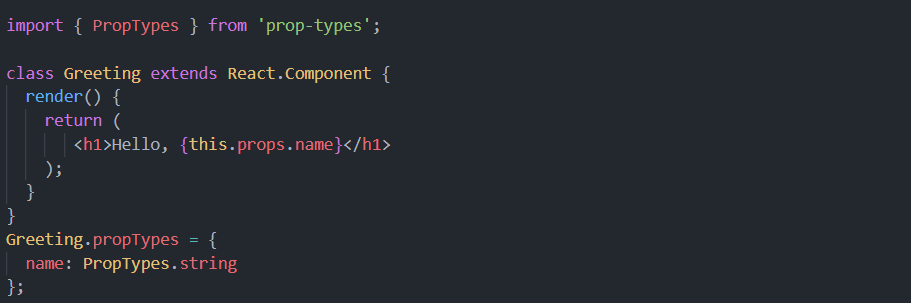 import { PropTypes } from 'prop-types';
class Greeting extends React.Component {
render() {
return (
<h1>Hello, {this.props.name}</h1>
);
}
}
Greeting.propTypes = {
name: PropTypes.string
};